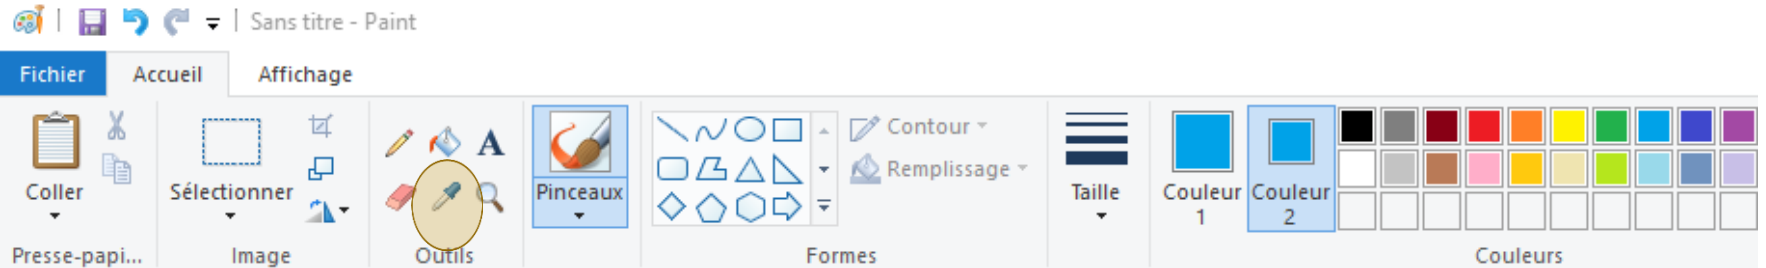 Sans titre - Paint
Fichier Accueil Affichage
A
Contour
Remplissage
Coller Sélectionner Pinceaux Taille Couleur 1 Couleur 2
Presse-papi... Image Outils Formes Couleurs